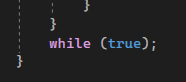 }
}
while (true);
}